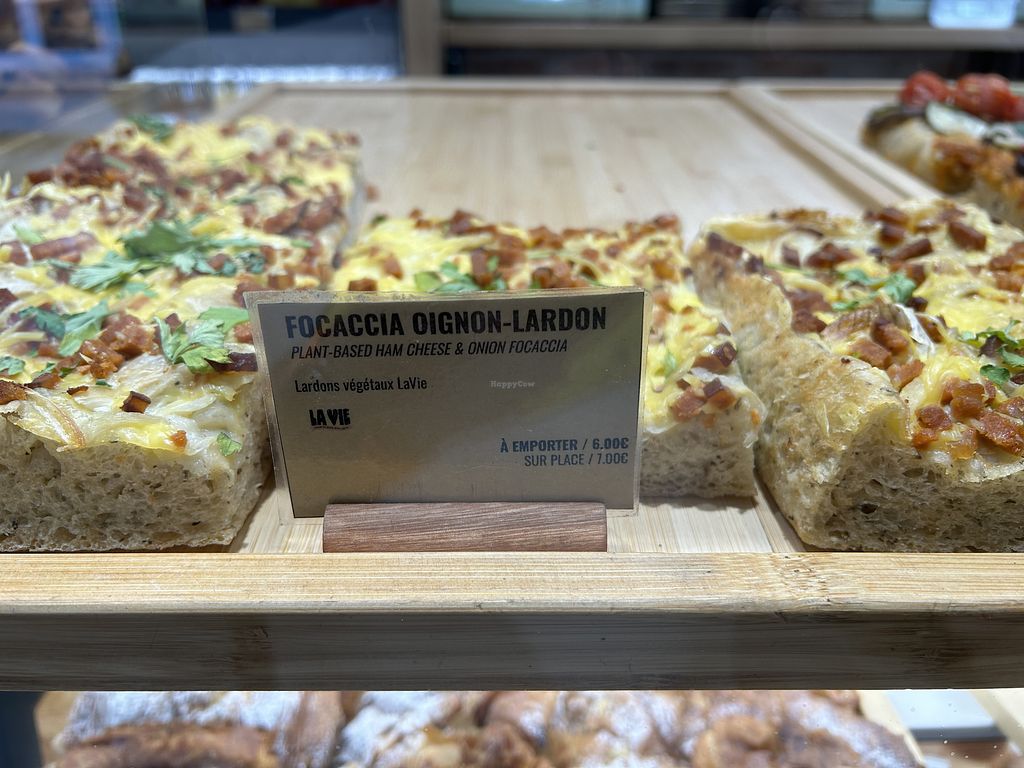 FOCACCIA OIGNON-LARDON
PLANT-BASED HAM CHEESE & ONION FOCACCIA
Lardons végétaux LaVie
LA VIE
À EMPORTER / 6.00€
SUR PLACE / 7.00€
HappyCow